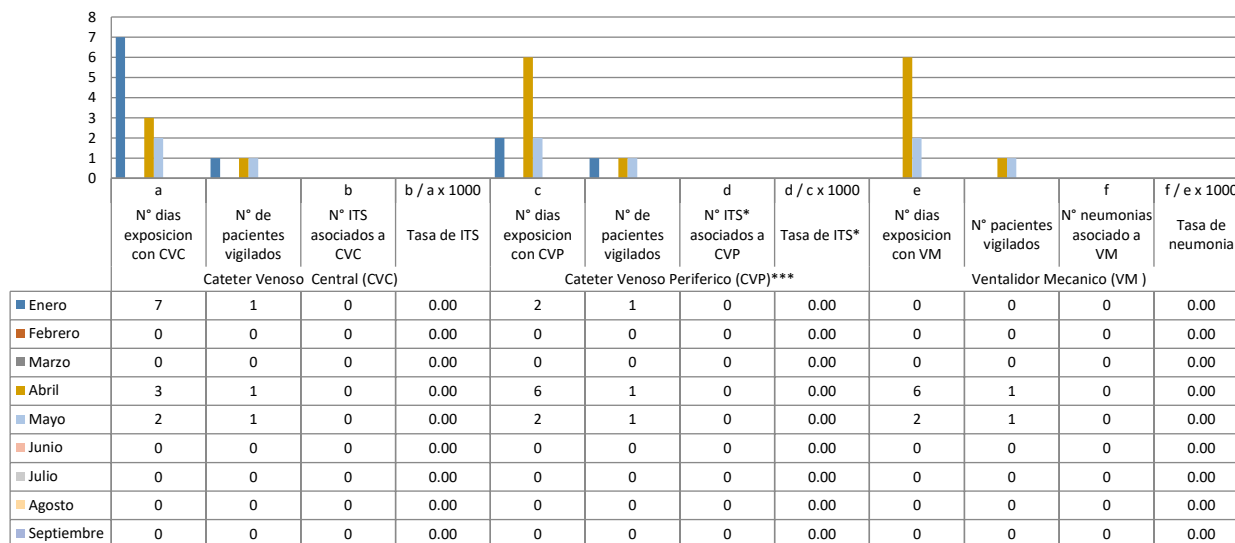 8
7
6
5
4
3
2
1
0
a b b / a x 1000 c d d / c x 1000 e f f / e x 1000
N° dias exposicion con CVC N° de pacientes vigilados N° ITS asociados a CVC Tasa de ITS N° dias exposicion con CVP N° de pacientes vigilados N° ITS* asociados a CVP Tasa de ITS* N° dias exposicion con VM N° pacientes vigilados N° neumonias asociado a VM Tasa de neumonia
Cateter Venoso Central (CVC) Cateter Venoso Periferico (CVP)*** Ventalidor Mecanico (VM )
Enero 7 1 0 0.00 2 1 0 0.00 0 0 0 0.00
Febrero 0 0 0 0.00 0 0 0 0.00 0 0 0 0.00
Marzo 0 0 0 0.00 0 0 0 0.00 0 0 0 0.00
Abril 3 1 0 0.00 6 1 0 0.00 6 1 0 0.00
Mayo 2 1 0 0.00 2 1 0 0.00 2 1 0 0.00
Junio 0 0 0 0.00 0 0 0 0.00 0 0 0 0.00
Julio 0 0 0 0.00 0 0 0 0.00 0 0 0 0.00
Agosto 0 0 0 0.00 0 0 0 0.00 0 0 0 0.00
Septiembre 0 0 0 0.00 0 0 0 0.00 0 0 0 0.00